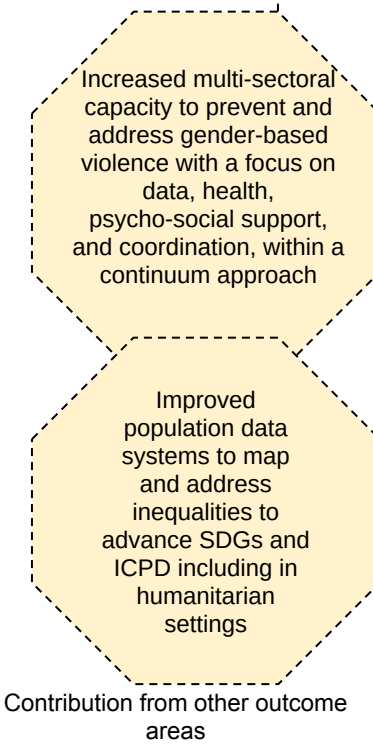 Increased multi-sectoral
capacity to prevent and
address gender-based
violence with a focus on
data, health,
psycho-social support,
and coordination, within a
continuum approach
Improved
population data
systems to map
and address
inequalities to
advance SDGs and
ICPD including in
humanitarian
settings
Contribution from other outcome
areas